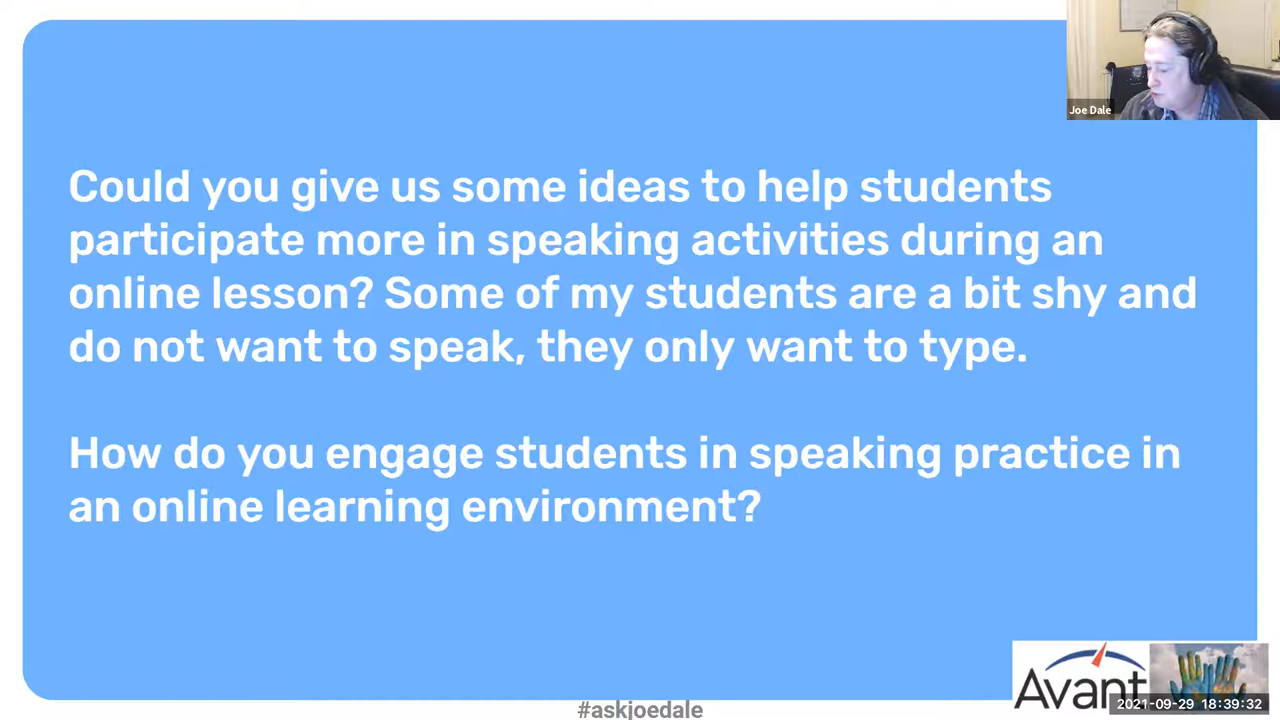 Joe Dale
Could you give us some ideas to help students
participate more in speaking activities during an
online lesson? Some of my students are a bit shy and
do not want to speak, they only want to type.
How do you engage students in speaking practice in
an online learning environment?
Avant
2021-09-29 18:39:32
#askjoedale